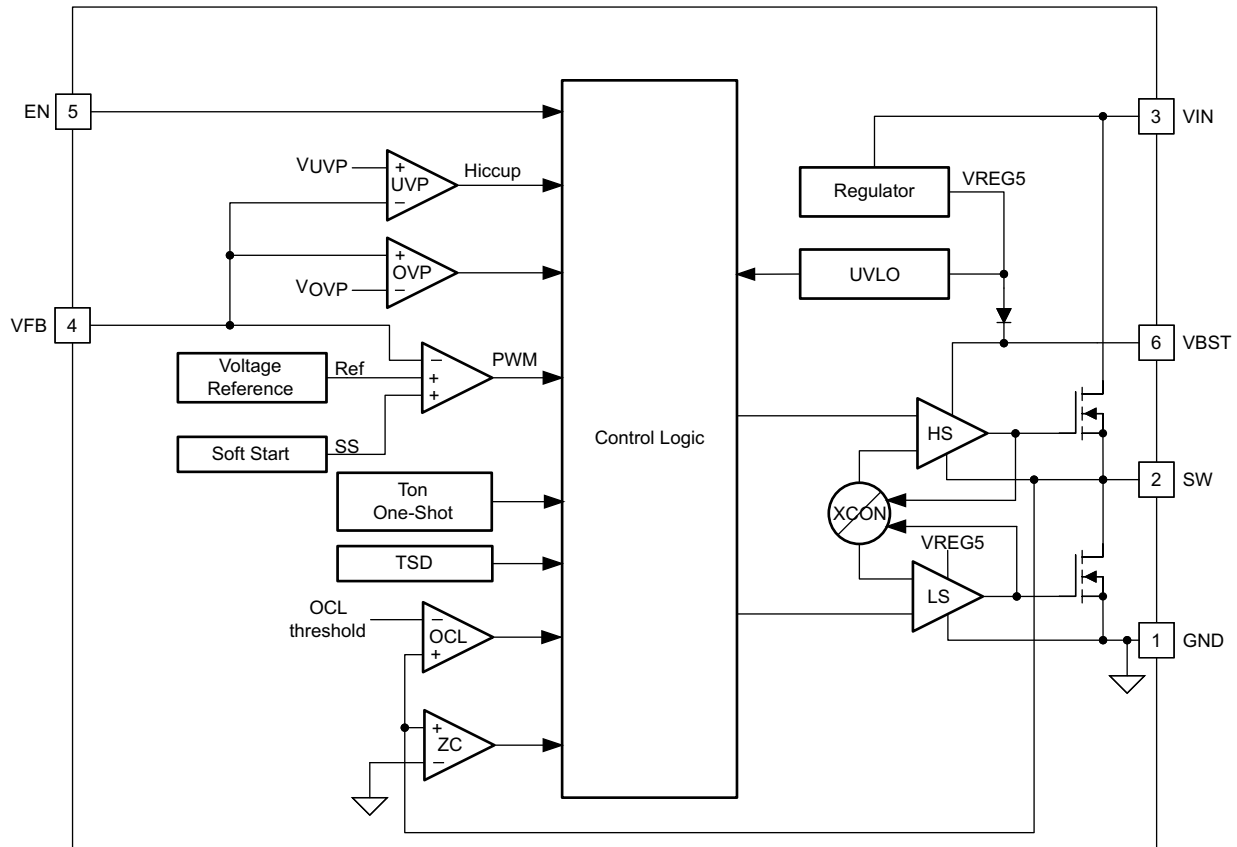 EN
5
3
VIN
VUVP
+
UVP
−
Hiccup
Regulator
VREG5
+
OVP
−
VOVP
UVLO
VFB
4
6
VBST
Voltage
Reference
Ref
−
+
+
PWM
Soft Start
SS
Control Logic
HS
2
SW
Ton
One-Shot
XCON
VREG5
TSD
LS
OCL
threshold
−
OCL
+
1
GND
+
ZC
−